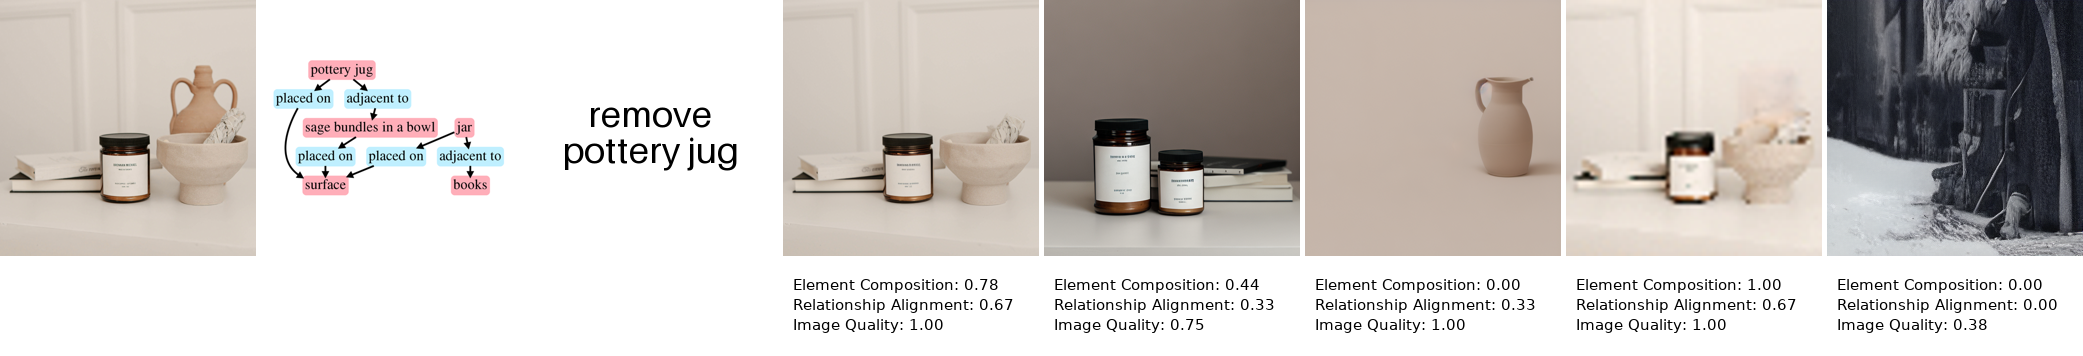 pottery jug
placed on
adjacent to
sage bundles in a bowl
jar
placed on
placed on
adjacent to
surface
books
remove
pottery jug
Element Composition: 0.78
Relationship Alignment: 0.67
Image Quality: 1.00
Element Composition: 0.44
Relationship Alignment: 0.33
Image Quality: 0.75
Element Composition: 0.00
Relationship Alignment: 0.33
Image Quality: 1.00
Element Composition: 1.00
Relationship Alignment: 0.67
Image Quality: 1.00
Element Composition: 0.00
Relationship Alignment: 0.00
Image Quality: 0.38